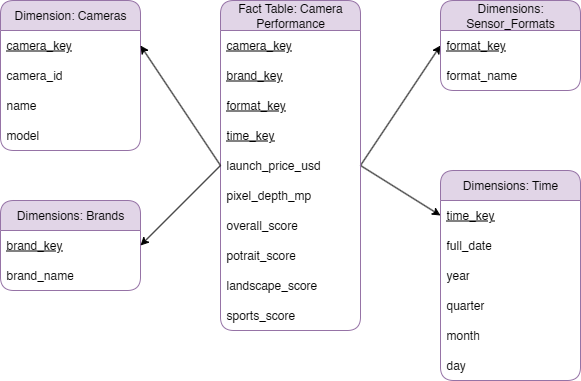 Dimension: Cameras
camera_key
camera_id
name
model
Dimensions: Brands
brand_key
brand_name
Fact Table: Camera
Performance
camera_key
brand_key
format_key
time_key
launch_price_usd
pixel_depth_mp
overall_score
potrait_score
landscape_score
sports_score
Dimensions:
Sensor_Formats
format_key
format_name
Dimensions: Time
time_key
full_date
year
quarter
month
day